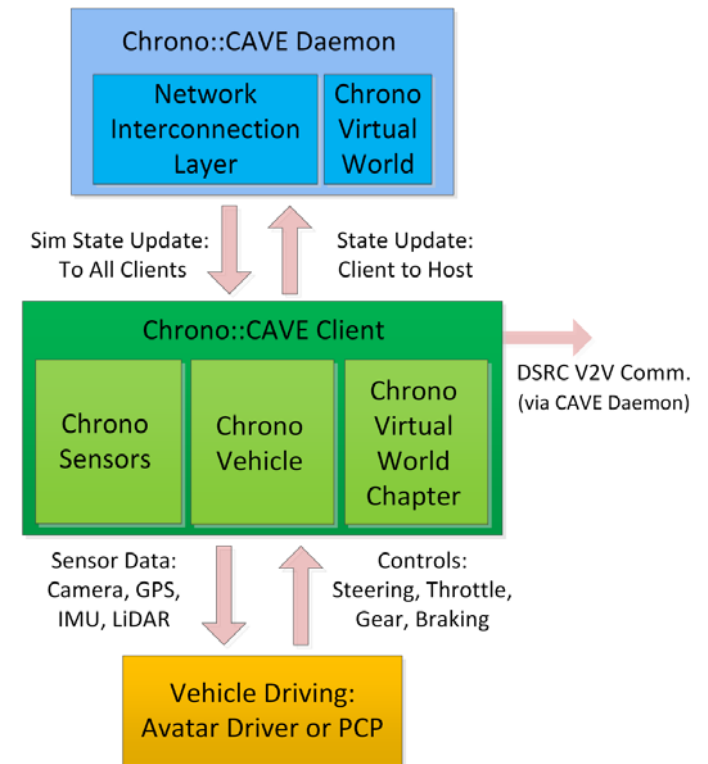 Chrono::CAVE Daemon
Network
Interconnection
Layer
Chrono
Virtual
World
Sim State Update:
To All Clients
State Update:
Client to Host
Chrono::CAVE Client
Chrono
Sensors
Chrono
Vehicle
Chrono
Virtual
World
Chapter
DSRC V2V Comm.
(via CAVE Daemon)
Sensor Data:
Camera, GPS,
IMU, LiDAR
Controls:
Steering, Throttle,
Gear, Braking
Vehicle Driving:
Avatar Driver or PCP